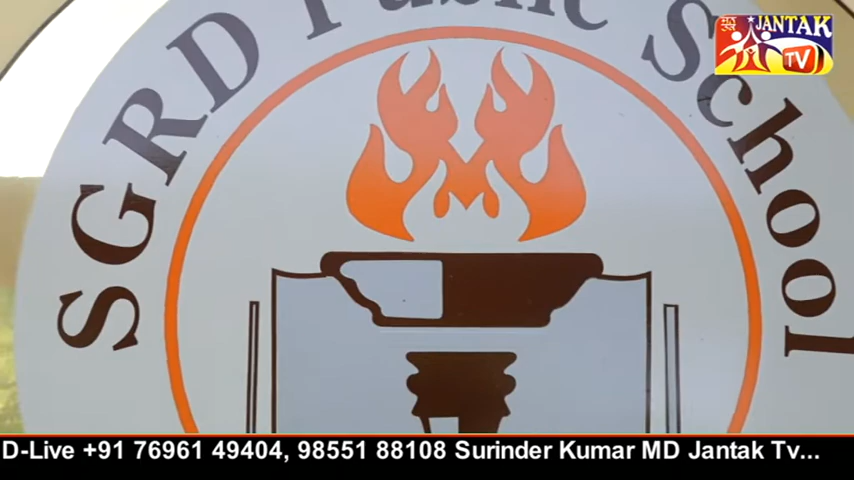 SGRD Public School
JANTAK
TV
D-Live +91 76961 49404, 98551 88108 Surinder Kumar MD Jantak Tv...